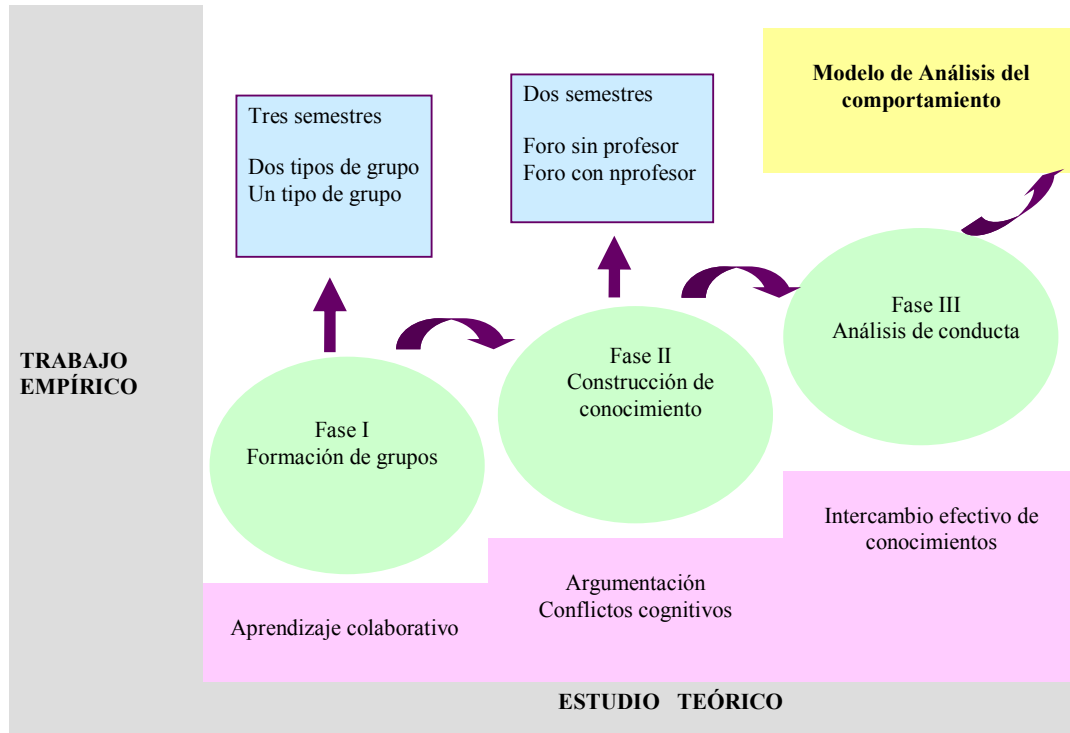 Modelo de Análisis del
comportamiento
Tres semestres
Dos tipos de grupo
Un tipo de grupo
Dos semestres
Foro sin profesor
Foro con nprofesor
TRABAJO
EMPÍRICO
Fase I
Formación de grupos
Fase II
Construcción de
conocimiento
Fase III
Análisis de conducta
Aprendizaje colaborativo
Argumentación
Conflictos cognitivos
Intercambio efectivo de
conocimientos
ESTUDIO TEÓRICO